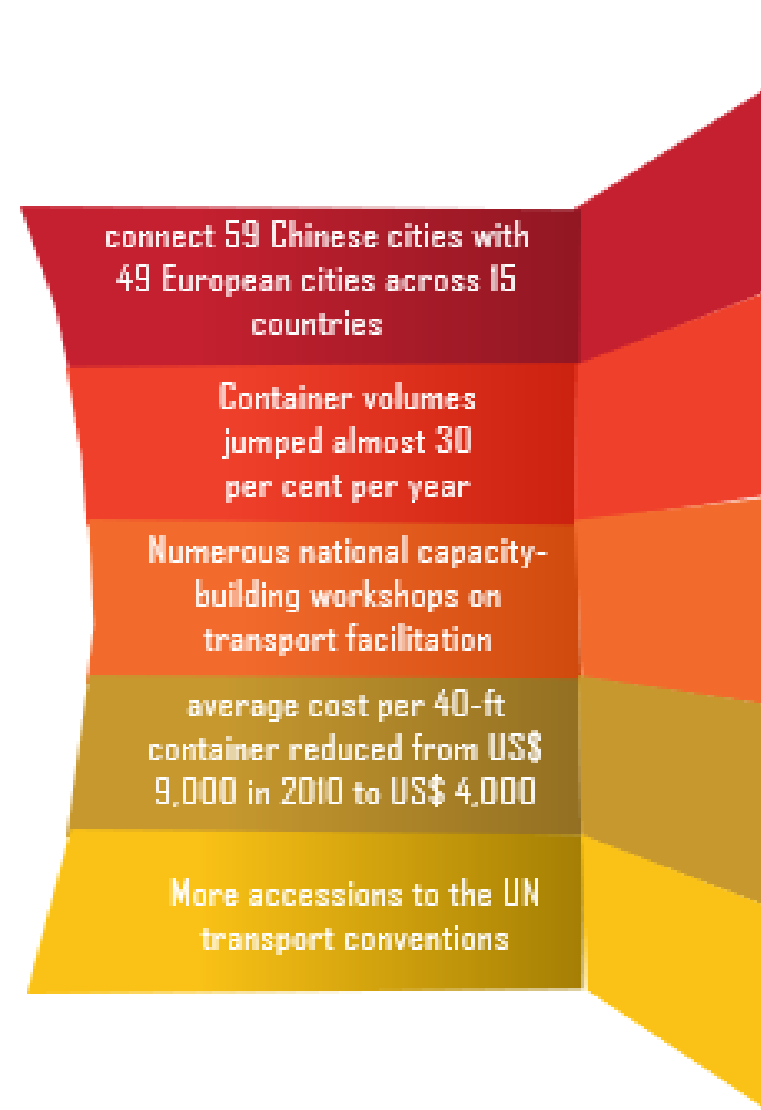 connect 59 Chinese cities with
49 European cities across 15
countries
Container volumes
jumped almost 30
per cent per year
Numerous national capacity-
building workshops on
transport facilitation
average cost per 40-ft
container reduced from US$
9,000 in 2010 to US$ 4,000
More accessions to the UN
transport conventions